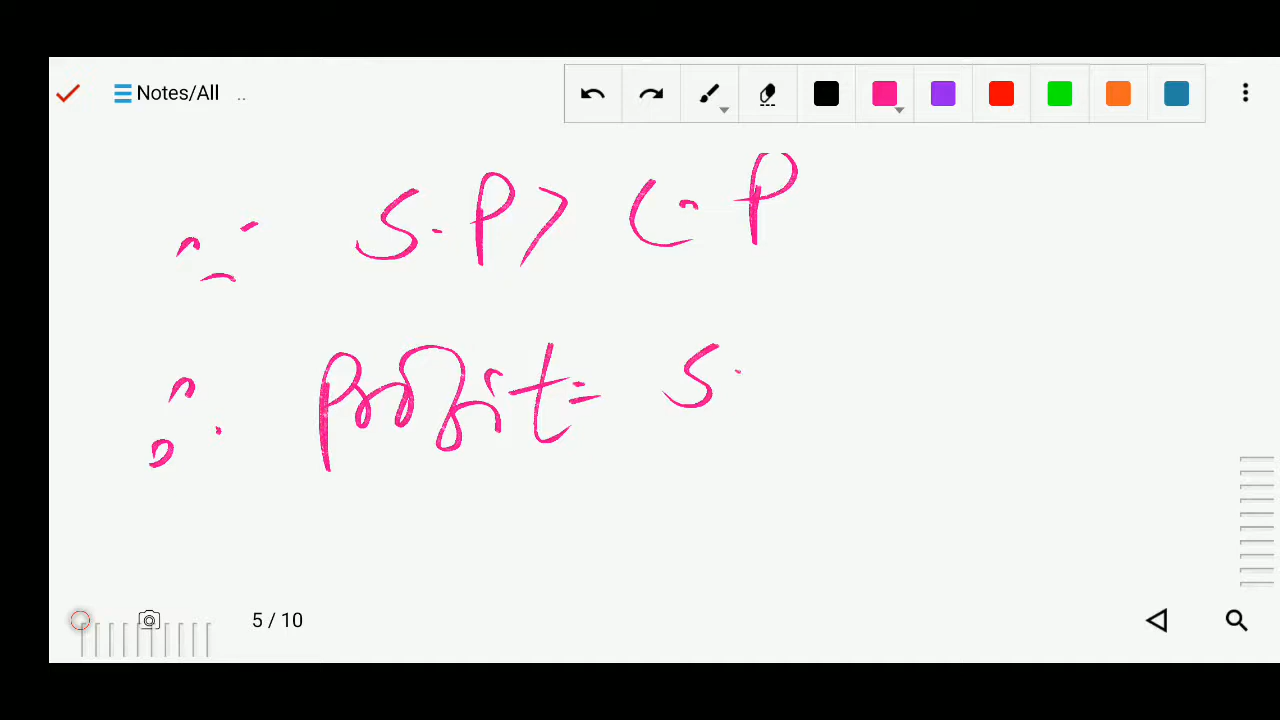 Notes/All ..
∵ S.P > C.P
∴ Profit = S.
5 / 10